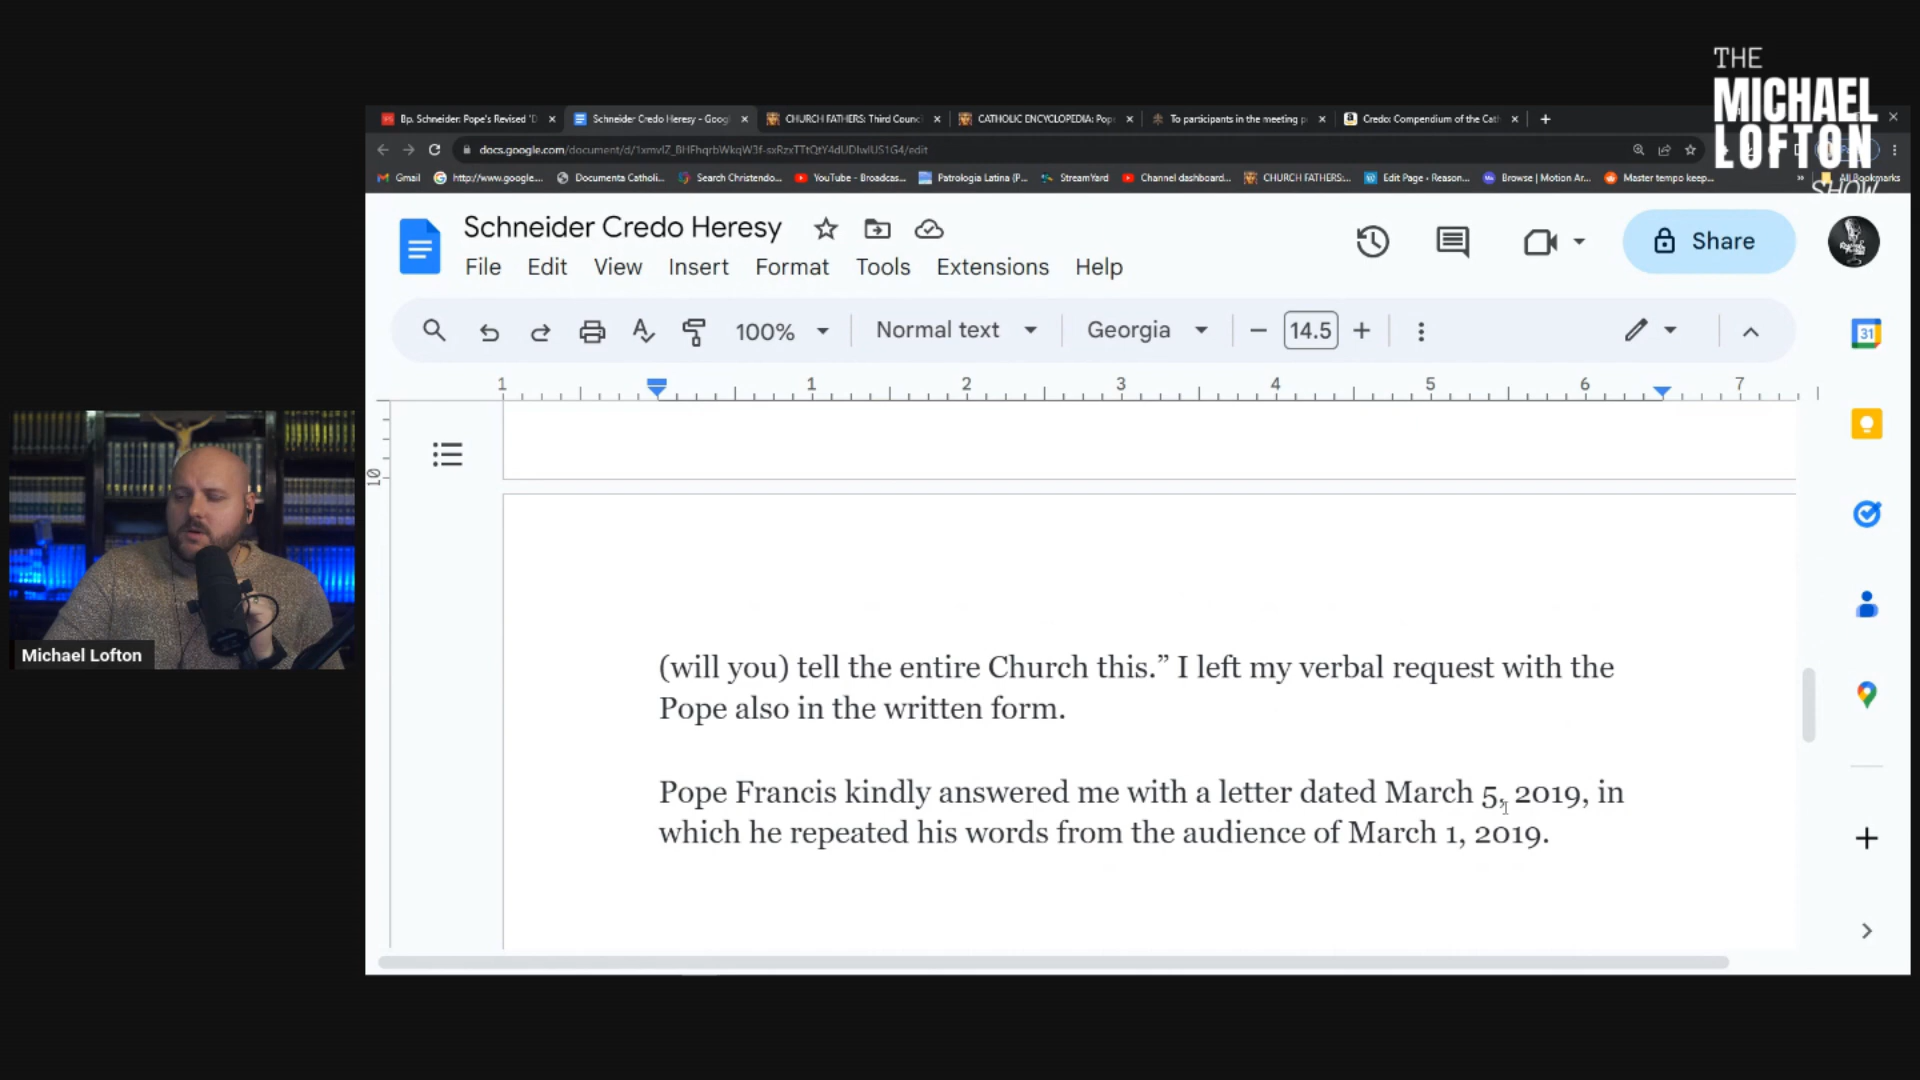 THE
MICHAEL
LOFTON
SHOW
Bp. Schneider: Pope's Revised 'D
Schneider Credo Heresy - Goog
CHURCH FATHERS: Third Counci
CATHOLIC ENCYCLOPEDIA: Pop
To participants in the meeting p
Credo: Compendium of the Cat
Gmail
http://www.google....
Documenta Catholi...
Search Christendo...
YouTube - Broadcas...
Patrologia Latina (P...
StreamYard
Channel dashboard...
CHURCH FATHERS:...
Edit Page ‹ Reason...
Browse | Motion Ar...
Master tempo keep...
All Bookmarks
Schneider Credo Heresy
File Edit View Insert Format Tools Extensions Help
Share
100%
Normal text
Georgia
14.5
31
1 1 2 3 4 5 6 7
10
(will you) tell the entire Church this.” I left my verbal request with the
Pope also in the written form.
Pope Francis kindly answered me with a letter dated March 5, 2019, in
which he repeated his words from the audience of March 1, 2019.
Michael Lofton